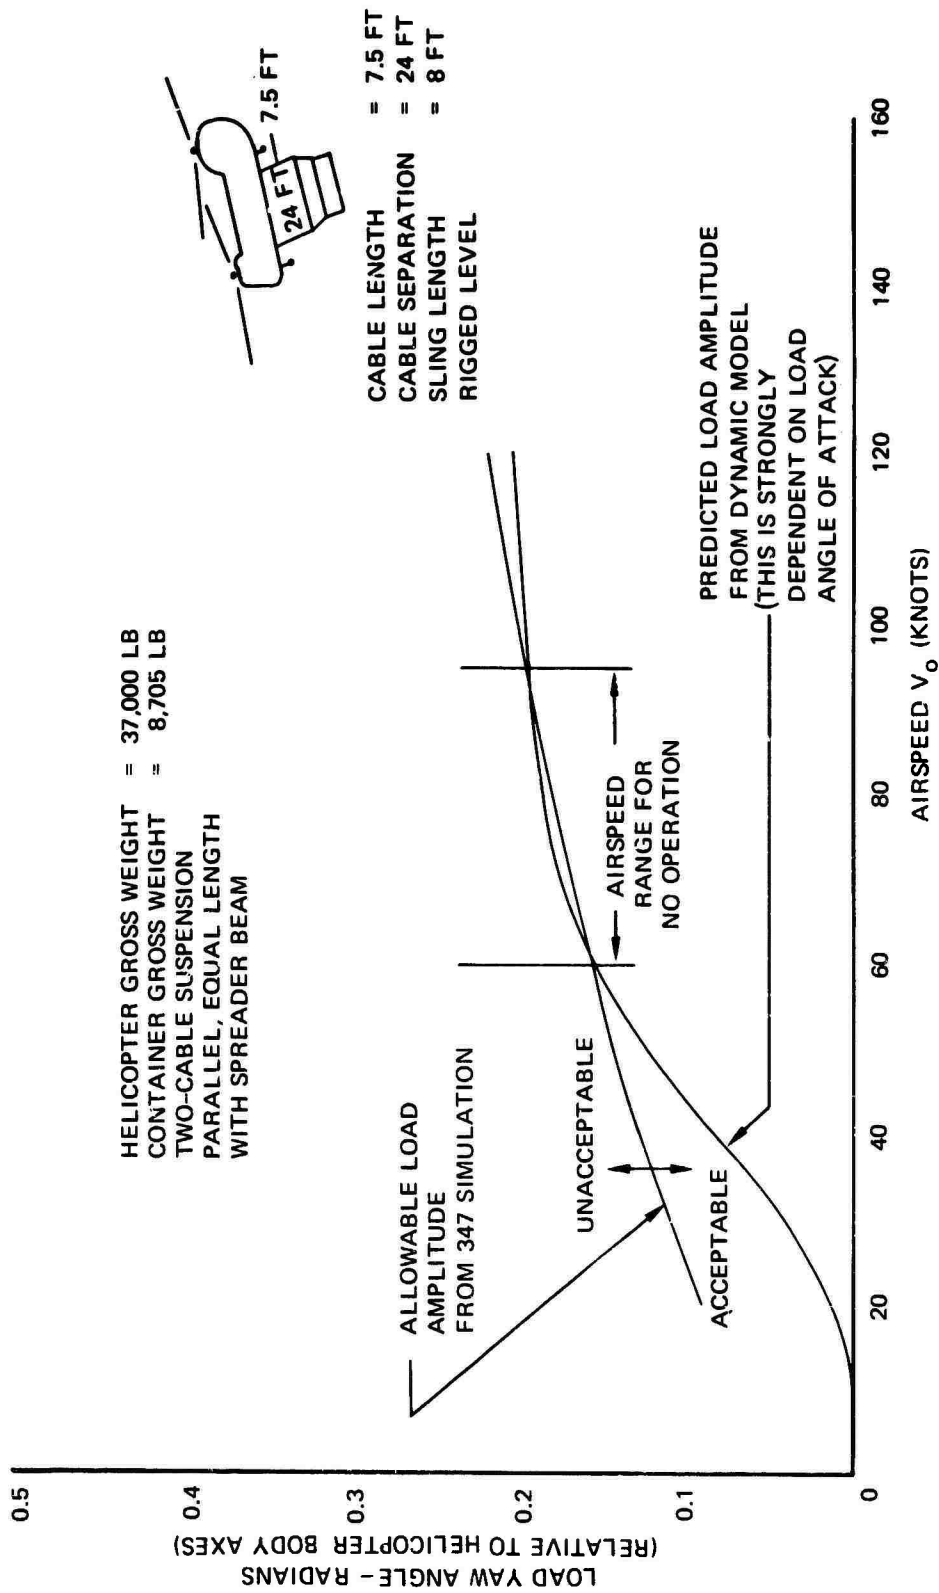 HELICOPTER GROSS WEIGHT = 37,000 LB
CONTAINER GROSS WEIGHT = 8,705 LB
TWO-CABLE SUSPENSION
PARALLEL, EQUAL LENGTH
WITH SPREADER BEAM
24 FT
7.5 FT
CABLE LENGTH = 7.5 FT
CABLE SEPARATION = 24 FT
SLING LENGTH = 8 FT
RIGGED LEVEL
ALLOWABLE LOAD
AMPLITUDE
FROM 347 SIMULATION
UNACCEPTABLE
ACCEPTABLE
AIRSPEED
RANGE FOR
NO OPERATION
PREDICTED LOAD AMPLITUDE
FROM DYNAMIC MODEL
(THIS IS STRONGLY
DEPENDENT ON LOAD
ANGLE OF ATTACK)
LOAD YAW ANGLE – RADIANS
(RELATIVE TO HELICOPTER BODY AXES)
0.5
0.4
0.3
0.2
0.1
0
20
40
60
80
100
120
140
160
AIRSPEED Vo (KNOTS)